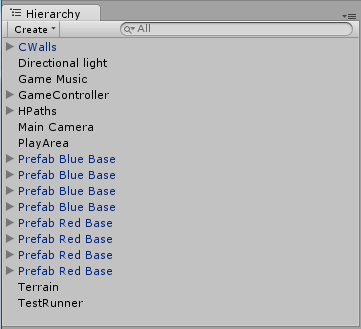 Hierarchy
Create All
CWalls
Directional light
Game Music
GameController
HPaths
Main Camera
PlayArea
Prefab Blue Base
Prefab Blue Base
Prefab Blue Base
Prefab Blue Base
Prefab Red Base
Prefab Red Base
Prefab Red Base
Prefab Red Base
Terrain
TestRunner